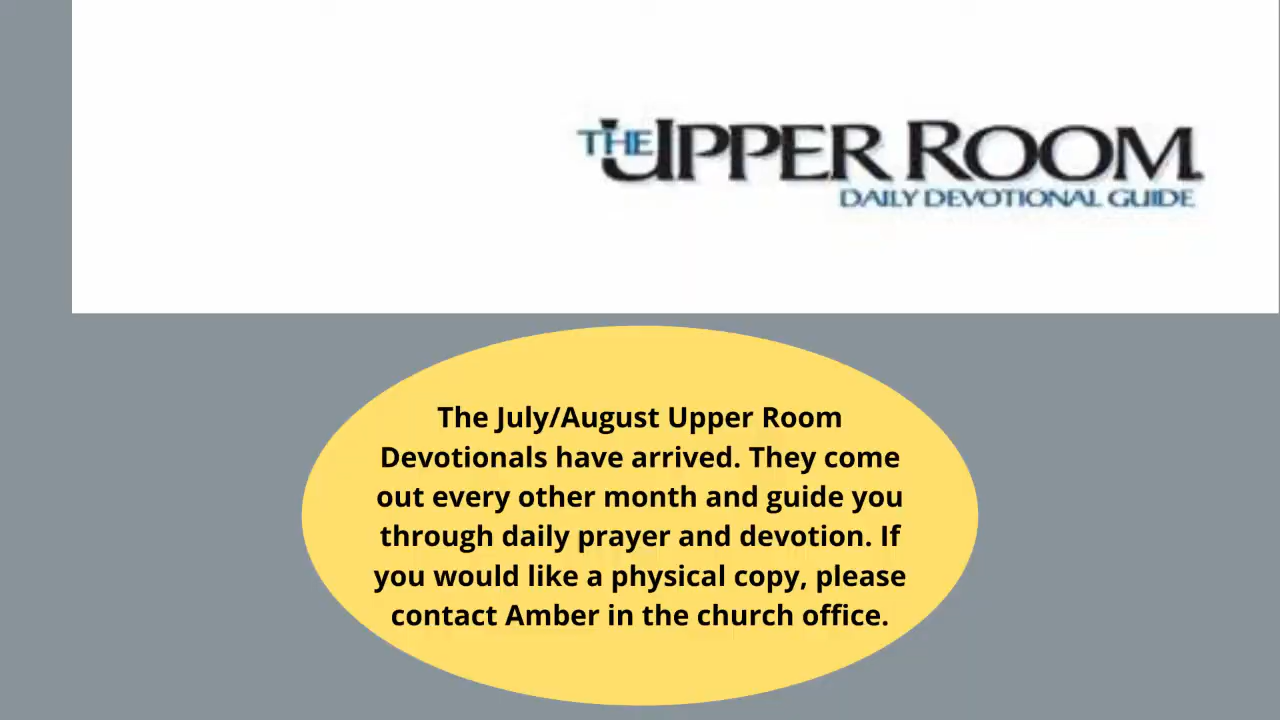 THE UPPER ROOM
DAILY DEVOTIONAL GUIDE
The July/August Upper Room
Devotionals have arrived. They come
out every other month and guide you
through daily prayer and devotion. If
you would like a physical copy, please
contact Amber in the church office.